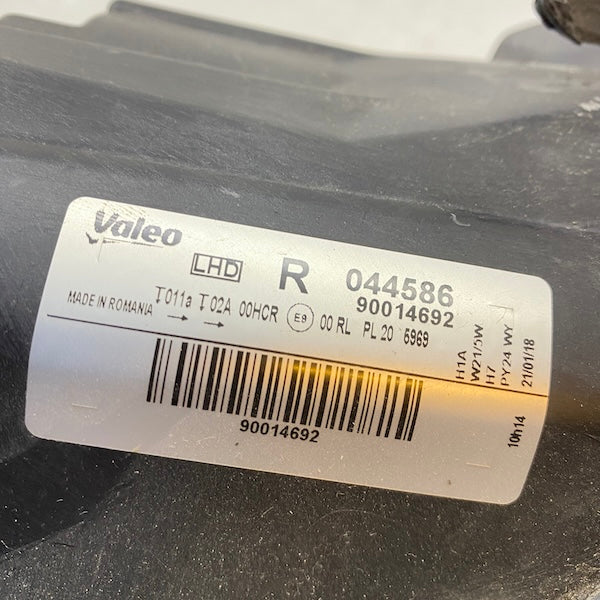 Valeo
LHD R 044586
90014692
MADE IN ROMANIA T011a T02A 00HCR E9 00 RL PL 20 5969
H1A
W21/5W
H7
PY24 WY
21/01/18
10h14
90014692